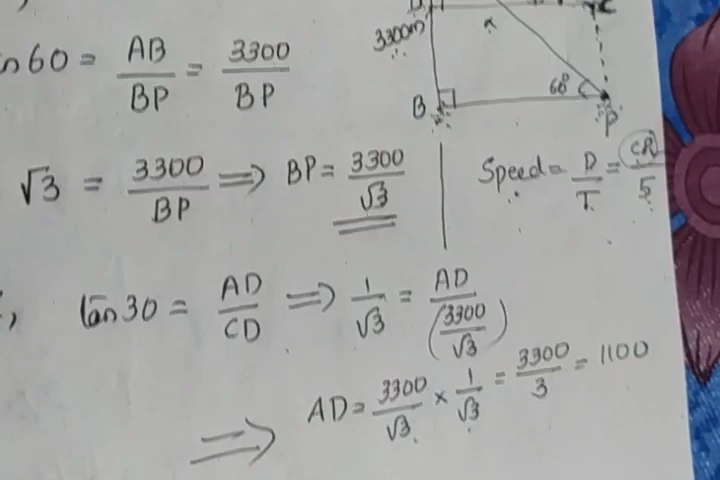 n60 = AB/BP = 3300/BP
3300m
x
C
B
60°
P
√3 = 3300/BP ⟹ BP = 3300/√3
Speed = D/T = CP/5
, tan30 = AD/CD ⟹ 1/√3 = AD/(3300/√3)
⟹ AD = 3300/√3 × 1/√3 = 3300/3 = 1100